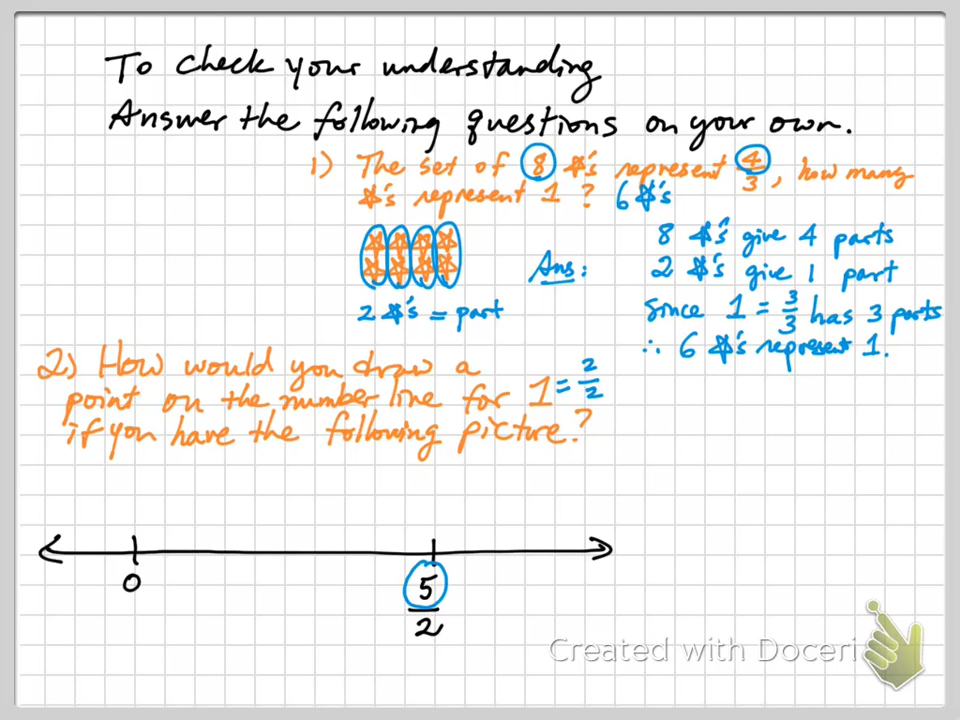 To check your understanding
Answer the following questions on your own.
1) The set of 8 ☆'s represent 4/3, how many
☆'s represent 1? 6 ☆'s
8 ☆'s give 4 parts
Ans: 2 ☆'s give 1 part
2 ☆'s = part
since 1 = 3/3 has 3 parts
∴ 6 ☆'s represent 1.
2) How would you draw a
point on the number line for 1 = 2/2
if you have the following picture?
0
5/2
Created with Doceri